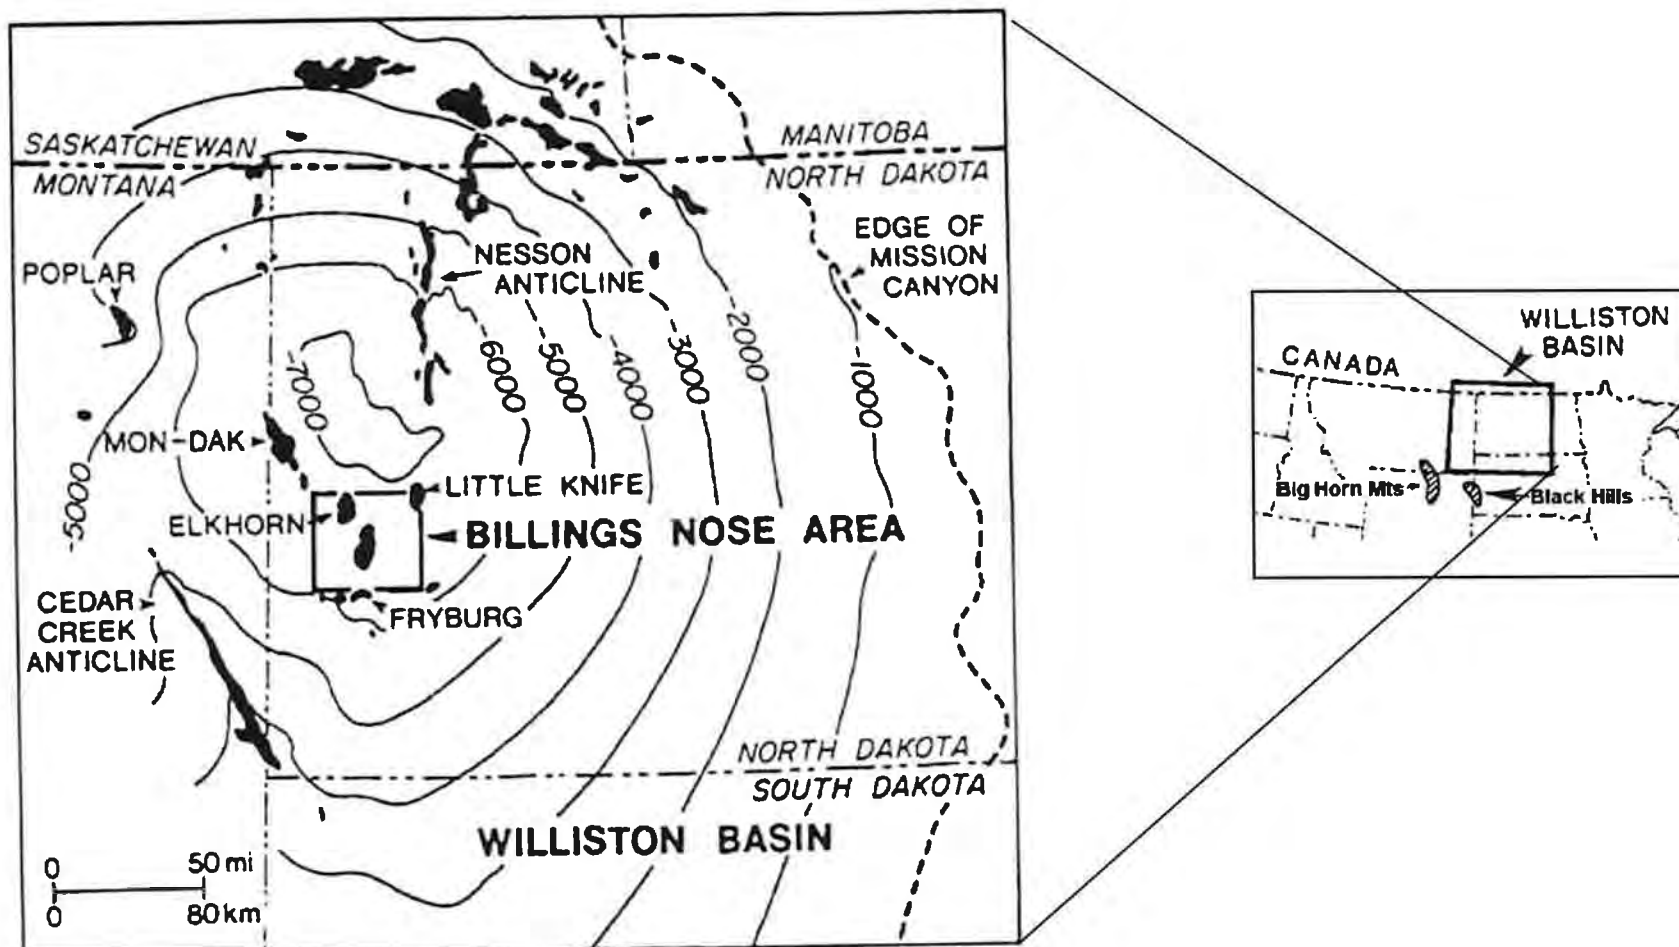 SASKATCHEWAN
MANITOBA
MONTANA
NORTH DAKOTA
EDGE OF
MISSION
CANYON
POPLAR
NESSON
ANTICLINE
-7000
-6000
-5000
-4000
-3000
-2000
-1000
-5000
MON-DAK
LITTLE KNIFE
ELKHORN
BILLINGS NOSE AREA
CEDAR
CREEK
ANTICLINE
FRYBURG
NORTH DAKOTA
SOUTH DAKOTA
WILLISTON BASIN
0 50 mi
0 80 km
WILLISTON
BASIN
CANADA
Big Horn Mts
Black Hills